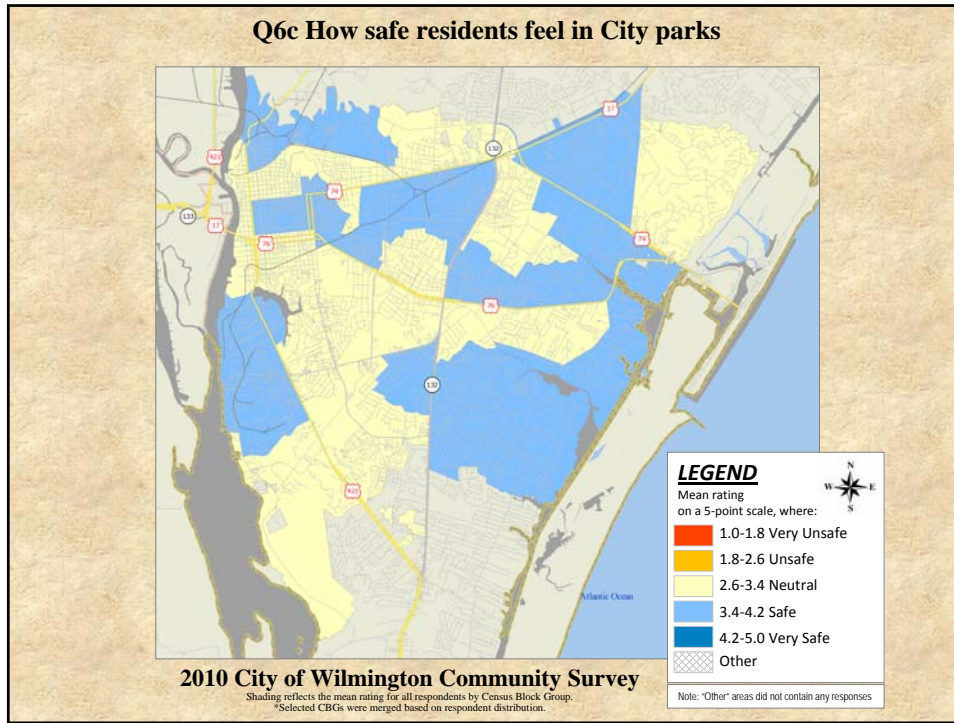 Q6c How safe residents feel in City parks
17
132
421
74
133
17
76
74
76
132
421
Atlantic Ocean
LEGEND
N
W E
S
Mean rating
on a 5-point scale, where:
1.0-1.8 Very Unsafe
1.8-2.6 Unsafe
2.6-3.4 Neutral
3.4-4.2 Safe
4.2-5.0 Very Safe
Other
2010 City of Wilmington Community Survey
Shading reflects the mean rating for all respondents by Census Block Group.
*Selected CBGs were merged based on respondent distribution.
Note: "Other" areas did not contain any responses